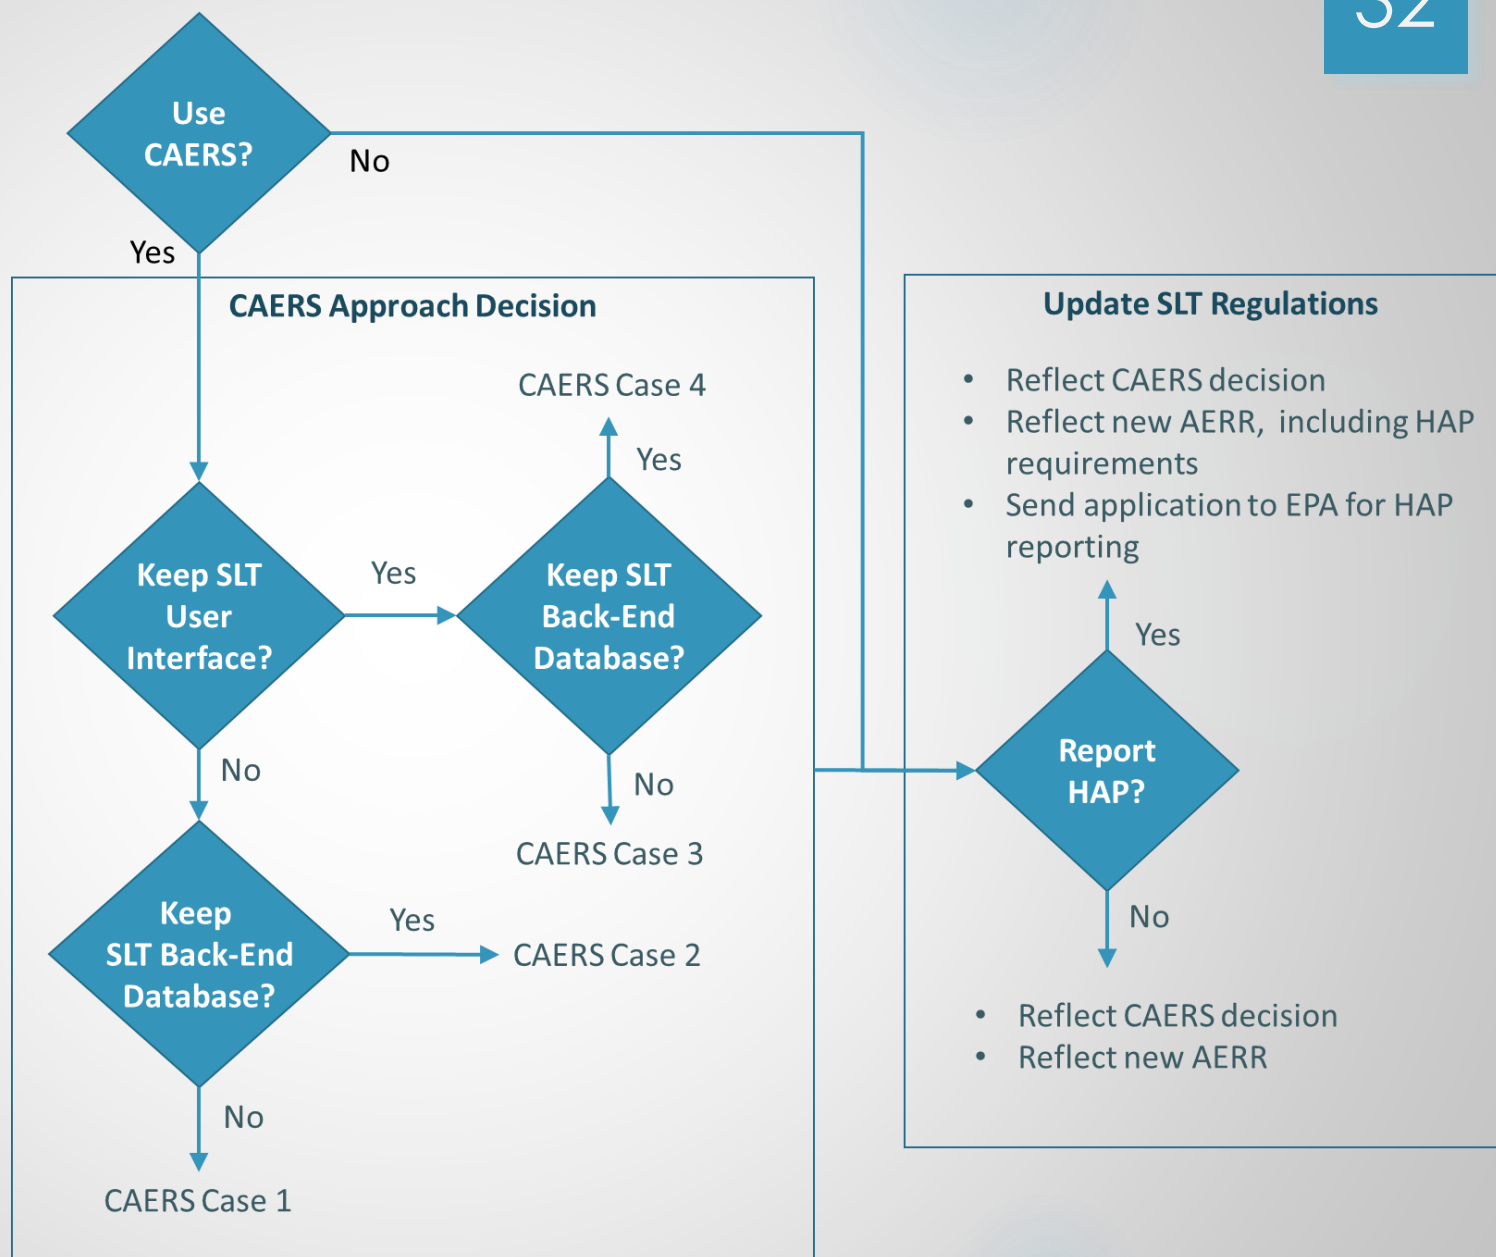 32
Use
CAERS?
No
Yes
CAERS Approach Decision
CAERS Case 4
Yes
Keep SLT
User
Interface?
Yes
Keep SLT
Back-End
Database?
No
No
CAERS Case 3
Keep
SLT Back-End
Database?
Yes
CAERS Case 2
No
CAERS Case 1
Update SLT Regulations
• Reflect CAERS decision
• Reflect new AERR, including HAP
requirements
• Send application to EPA for HAP
reporting
Yes
Report
HAP?
No
• Reflect CAERS decision
• Reflect new AERR